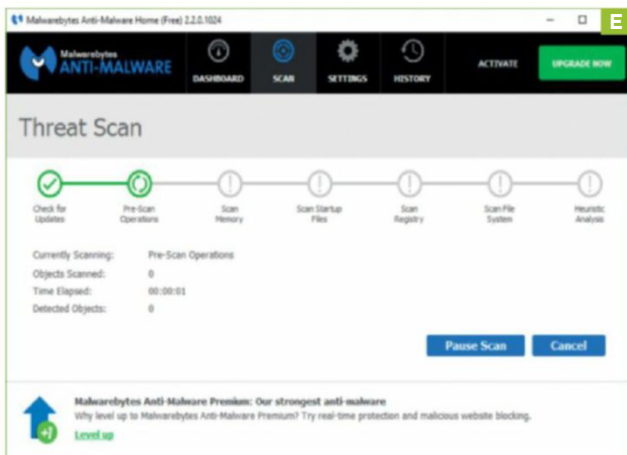 Malwarebytes Anti-Malware Home (Free) 2.2.0.1024
E
Malwarebytes
ANTI-MALWARE
DASHBOARD
SCAN
SETTINGS
HISTORY
ACTIVATE
UPGRADE NOW
Threat Scan
Check for
Updates
Pre-Scan
Operations
Scan
Memory
Scan Startup
Files
Scan
Registry
Scan File
System
Heuristic
Analysis
Currently Scanning: Pre-Scan Operations
Objects Scanned: 0
Time Elapsed: 00:00:01
Detected Objects: 0
Pause Scan
Cancel
Malwarebytes Anti-Malware Premium: Our strongest anti-malware
Why level up to Malwarebytes Anti-Malware Premium? Try real-time protection and malicious website blocking.
+1
Level up